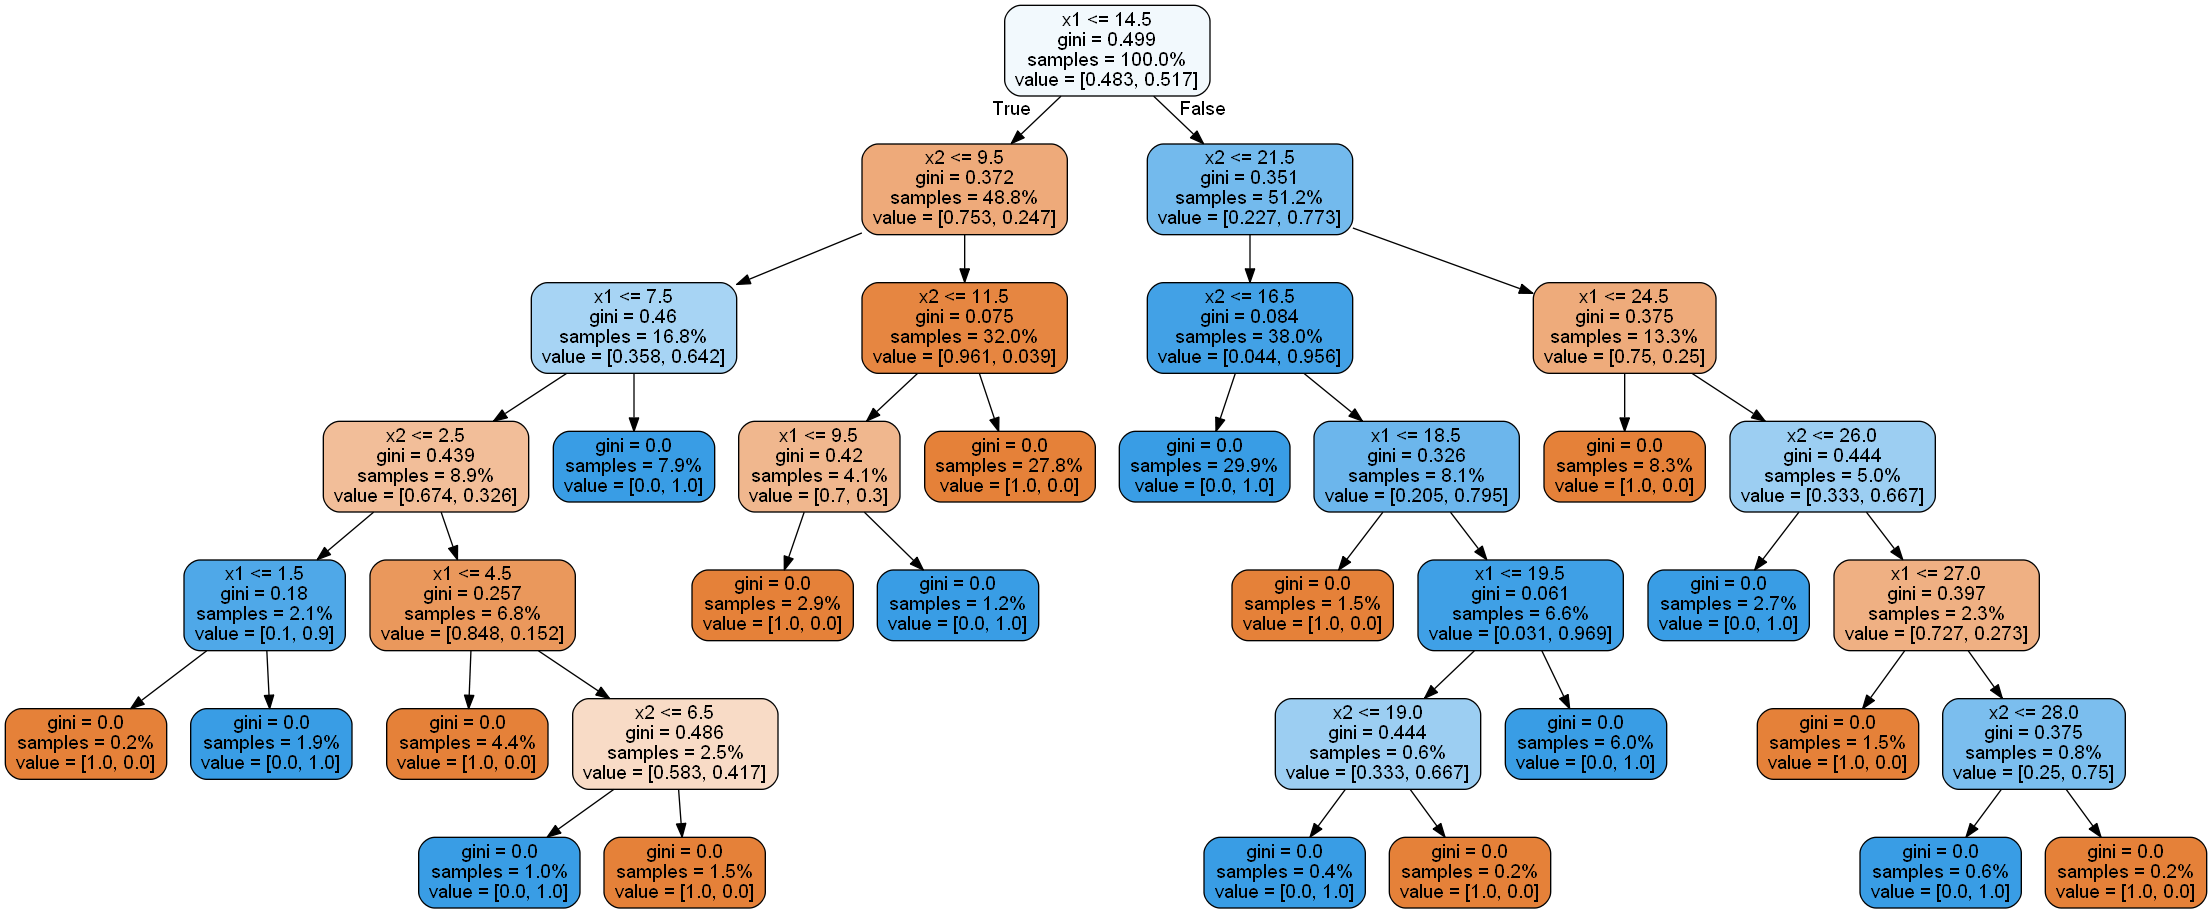 x1 <= 14.5
gini = 0.499
samples = 100.0%
value = [0.483, 0.517]
True
False
x2 <= 9.5
gini = 0.372
samples = 48.8%
value = [0.753, 0.247]
x2 <= 21.5
gini = 0.351
samples = 51.2%
value = [0.227, 0.773]
x1 <= 7.5
gini = 0.46
samples = 16.8%
value = [0.358, 0.642]
x2 <= 11.5
gini = 0.075
samples = 32.0%
value = [0.961, 0.039]
x2 <= 16.5
gini = 0.084
samples = 38.0%
value = [0.044, 0.956]
x1 <= 24.5
gini = 0.375
samples = 13.3%
value = [0.75, 0.25]
x2 <= 2.5
gini = 0.439
samples = 8.9%
value = [0.674, 0.326]
gini = 0.0
samples = 7.9%
value = [0.0, 1.0]
x1 <= 9.5
gini = 0.42
samples = 4.1%
value = [0.7, 0.3]
gini = 0.0
samples = 27.8%
value = [1.0, 0.0]
gini = 0.0
samples = 29.9%
value = [0.0, 1.0]
x1 <= 18.5
gini = 0.326
samples = 8.1%
value = [0.205, 0.795]
gini = 0.0
samples = 8.3%
value = [1.0, 0.0]
x2 <= 26.0
gini = 0.444
samples = 5.0%
value = [0.333, 0.667]
x1 <= 1.5
gini = 0.18
samples = 2.1%
value = [0.1, 0.9]
x1 <= 4.5
gini = 0.257
samples = 6.8%
value = [0.848, 0.152]
gini = 0.0
samples = 2.9%
value = [1.0, 0.0]
gini = 0.0
samples = 1.2%
value = [0.0, 1.0]
gini = 0.0
samples = 1.5%
value = [1.0, 0.0]
x1 <= 19.5
gini = 0.061
samples = 6.6%
value = [0.031, 0.969]
gini = 0.0
samples = 2.7%
value = [0.0, 1.0]
x1 <= 27.0
gini = 0.397
samples = 2.3%
value = [0.727, 0.273]
gini = 0.0
samples = 0.2%
value = [1.0, 0.0]
gini = 0.0
samples = 1.9%
value = [0.0, 1.0]
gini = 0.0
samples = 4.4%
value = [1.0, 0.0]
x2 <= 6.5
gini = 0.486
samples = 2.5%
value = [0.583, 0.417]
x2 <= 19.0
gini = 0.444
samples = 0.6%
value = [0.333, 0.667]
gini = 0.0
samples = 6.0%
value = [0.0, 1.0]
gini = 0.0
samples = 1.5%
value = [1.0, 0.0]
x2 <= 28.0
gini = 0.375
samples = 0.8%
value = [0.25, 0.75]
gini = 0.0
samples = 1.0%
value = [0.0, 1.0]
gini = 0.0
samples = 1.5%
value = [1.0, 0.0]
gini = 0.0
samples = 0.4%
value = [0.0, 1.0]
gini = 0.0
samples = 0.2%
value = [1.0, 0.0]
gini = 0.0
samples = 0.6%
value = [0.0, 1.0]
gini = 0.0
samples = 0.2%
value = [1.0, 0.0]